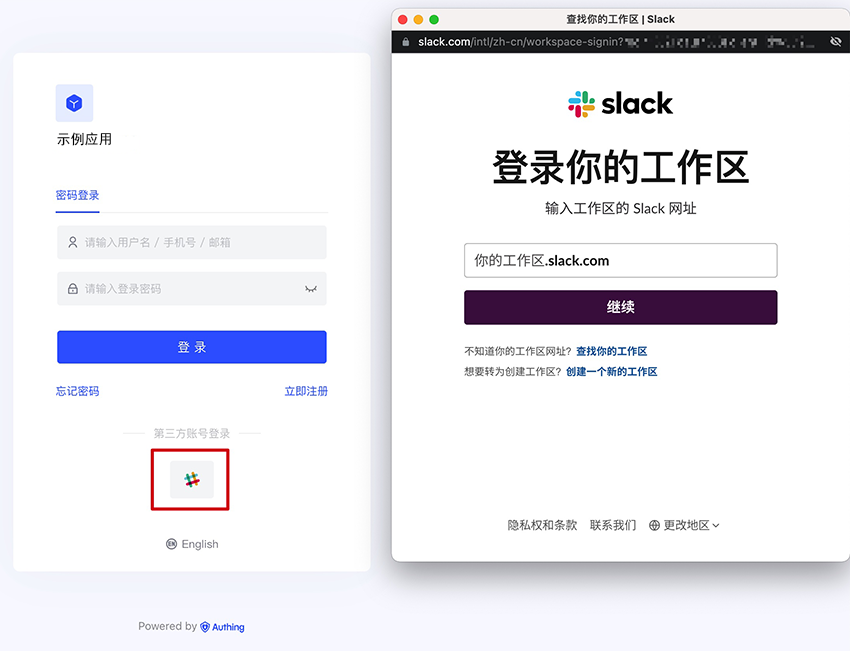 示例应用
密码登录
请输入用户名 / 手机号 / 邮箱
请输入登录密码
登 录
忘记密码 立即注册
第三方账号登录
EN English
Powered by Authing
查找你的工作区 | Slack
slack.com/intl/zh-cn/workspace-signin?
slack
登录你的工作区
输入工作区的 Slack 网址
你的工作区.slack.com
继续
不知道你的工作区网址? 查找你的工作区
想要转为创建工作区? 创建一个新的工作区
隐私权和条款 联系我们 更改地区